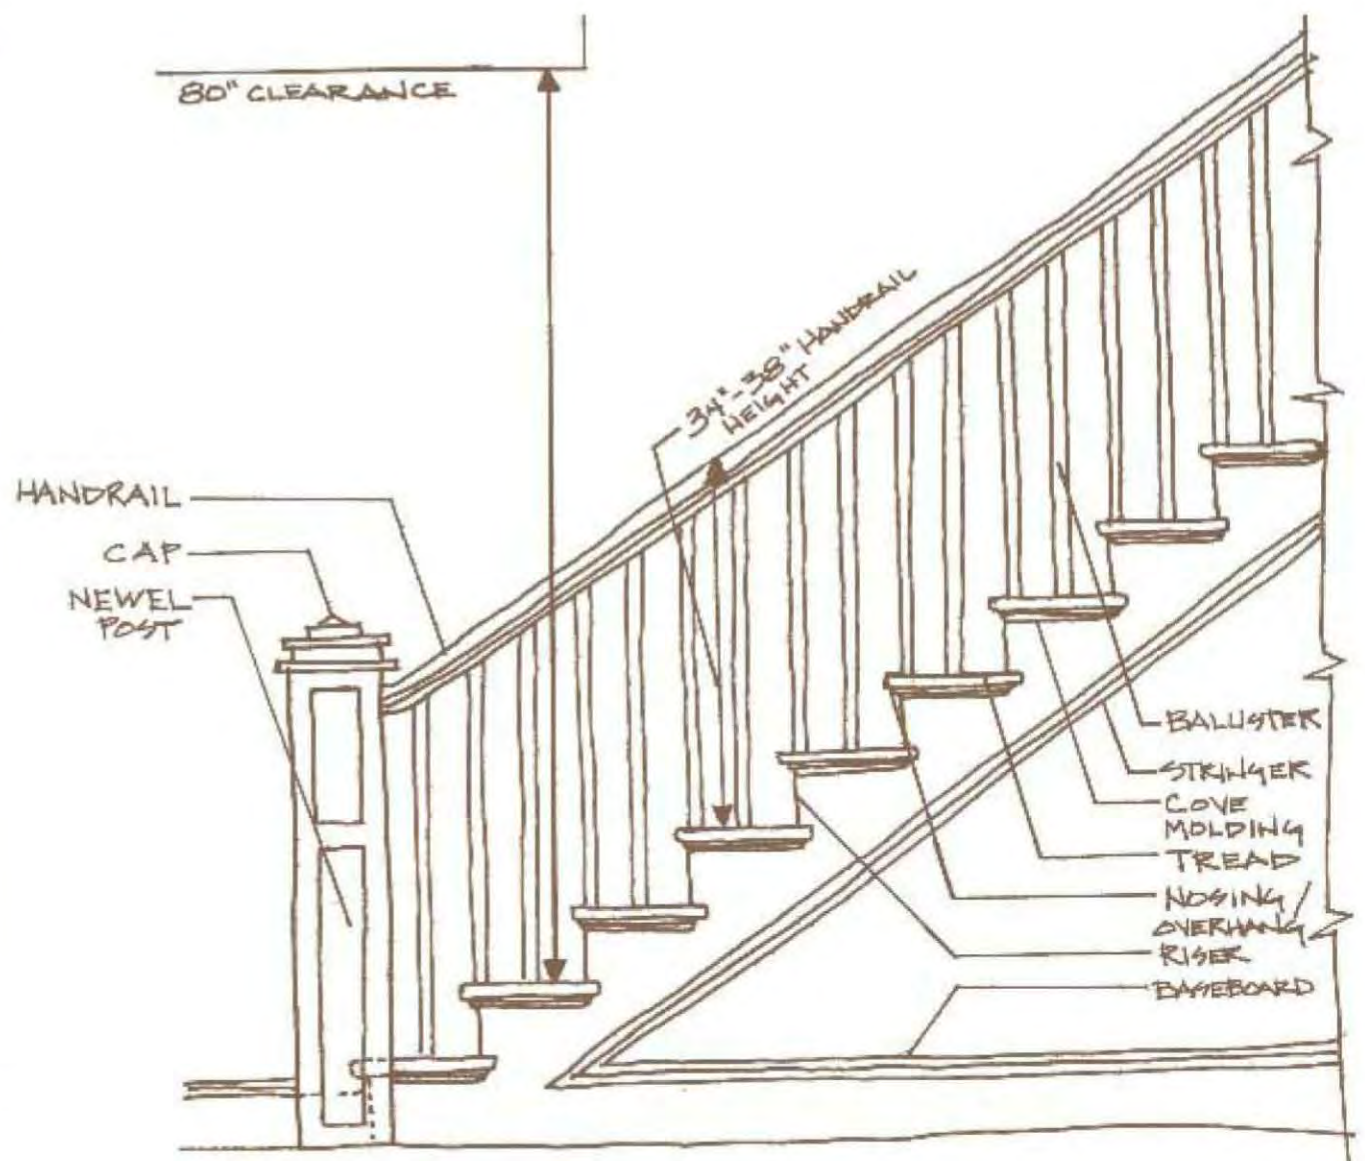 80" CLEARANCE
34"-38" HANDRAIL
HEIGHT
HANDRAIL
CAP
NEWEL
POST
BALUSTER
STRINGER
COVE
MOLDING
TREAD
NOSING/
OVERHANG
RISER
BASEBOARD